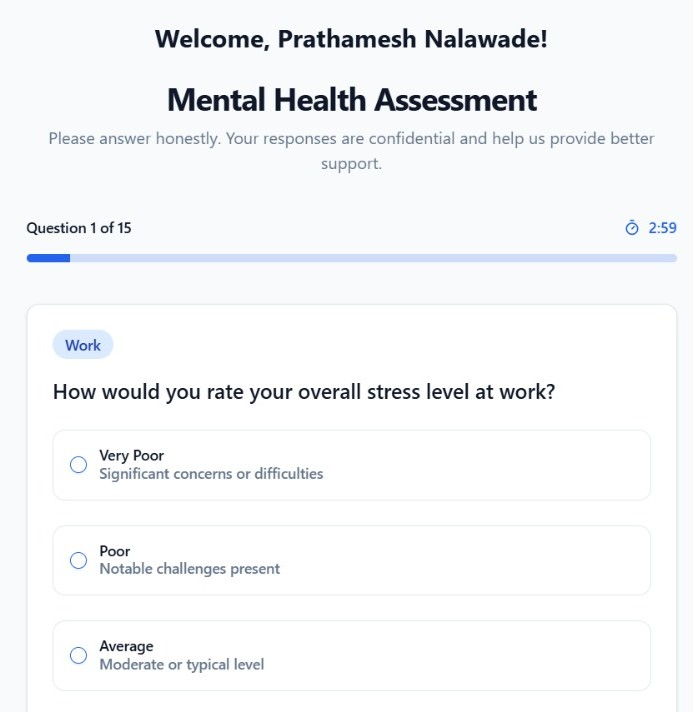 Welcome, Prathamesh Nalawade!
Mental Health Assessment
Please answer honestly. Your responses are confidential and help us provide better
support.
Question 1 of 15
2:59
Work
How would you rate your overall stress level at work?
Very Poor
Significant concerns or difficulties
Poor
Notable challenges present
Average
Moderate or typical level